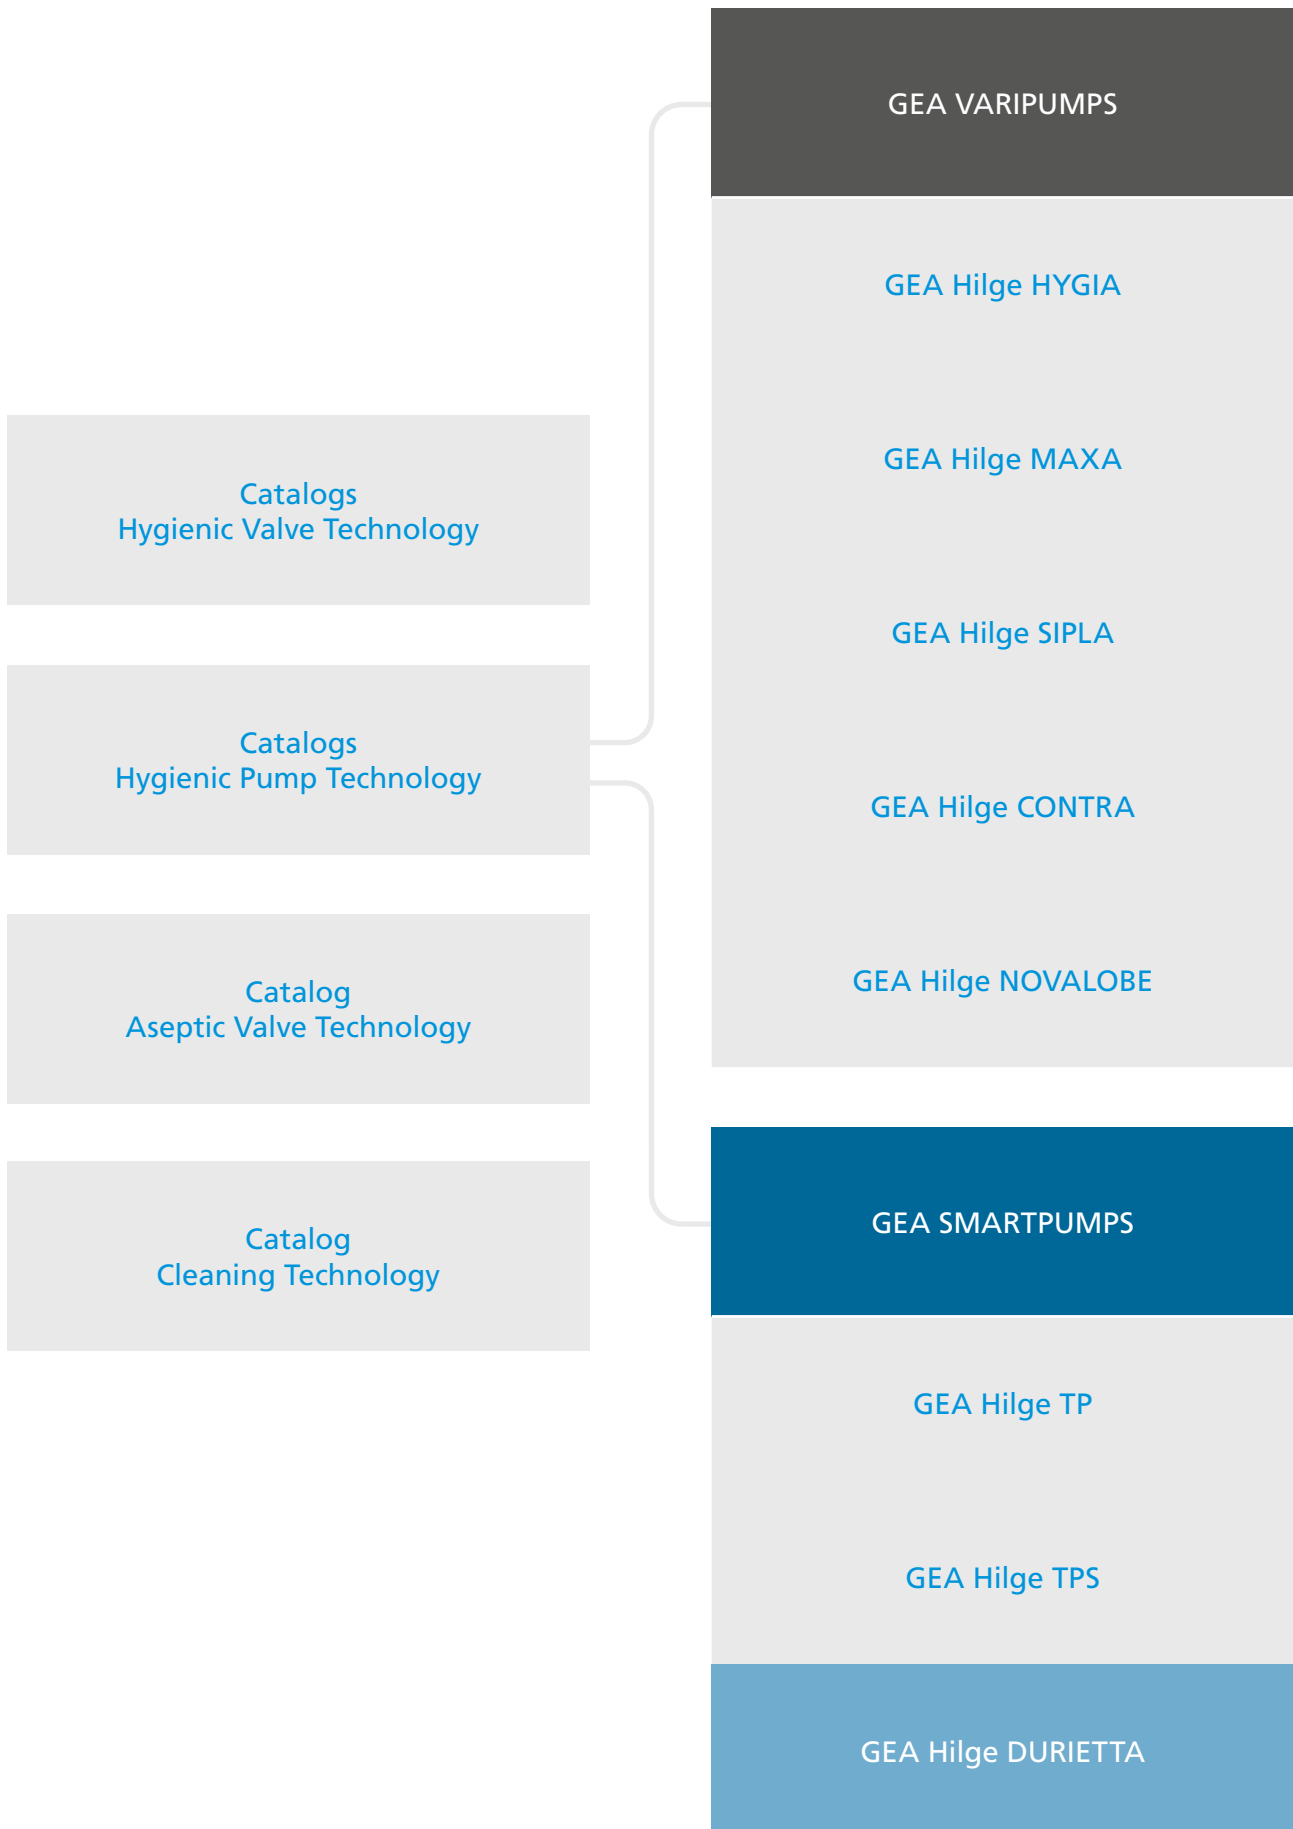 Catalogs
Hygienic Valve Technology
Catalogs
Hygienic Pump Technology
Catalog
Aseptic Valve Technology
Catalog
Cleaning Technology
GEA VARIPUMPS
GEA Hilge HYGIA
GEA Hilge MAXA
GEA Hilge SIPLA
GEA Hilge CONTRA
GEA Hilge NOVALOBE
GEA SMARTPUMPS
GEA Hilge TP
GEA Hilge TPS
GEA Hilge DURIETTA